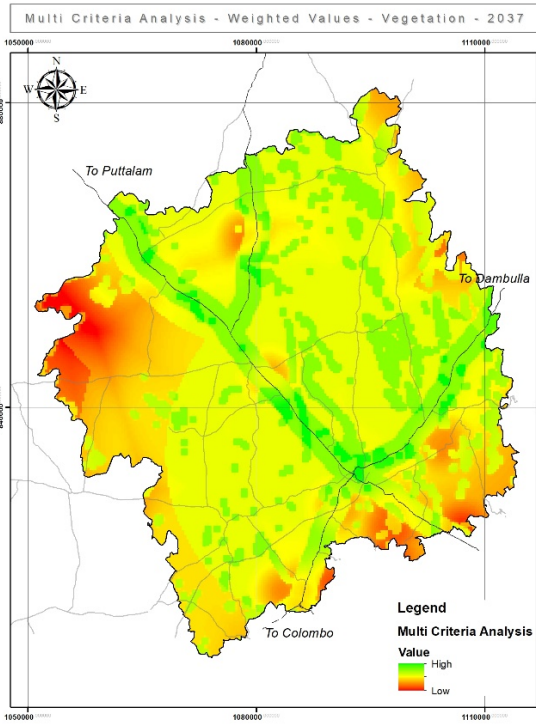 Multi Criteria Analysis - Weighted Values - Vegetation - 2037
1050000 1080000 1110000
N
W E
S
To Puttalam
To Dambulla
840000
To Colombo
Legend
Multi Criteria Analysis
Value
High
Low
1050000 1080000 1110000